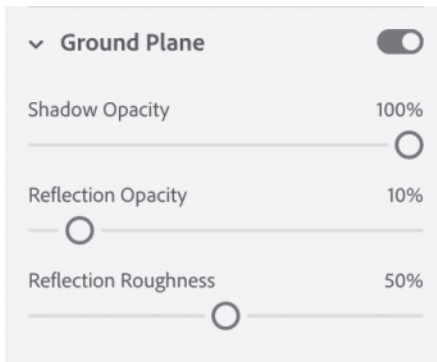 Ground Plane
Shadow Opacity 100%
Reflection Opacity 10%
Reflection Roughness 50%